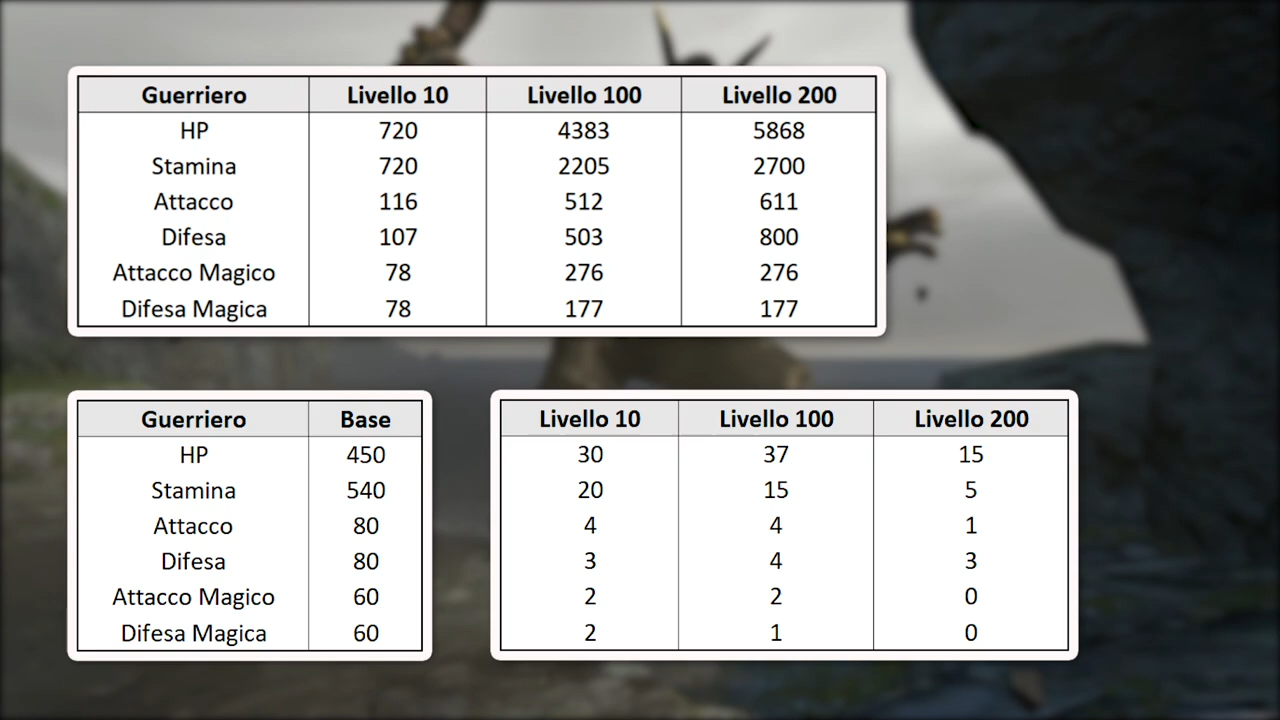 Guerriero Livello 10 Livello 100 Livello 200
HP 720 4383 5868
Stamina 720 2205 2700
Attacco 116 512 611
Difesa 107 503 800
Attacco Magico 78 276 276
Difesa Magica 78 177 177
Guerriero Base
HP 450
Stamina 540
Attacco 80
Difesa 80
Attacco Magico 60
Difesa Magica 60
Livello 10 Livello 100 Livello 200
30 37 15
20 15 5
4 4 1
3 4 3
2 2 0
2 1 0